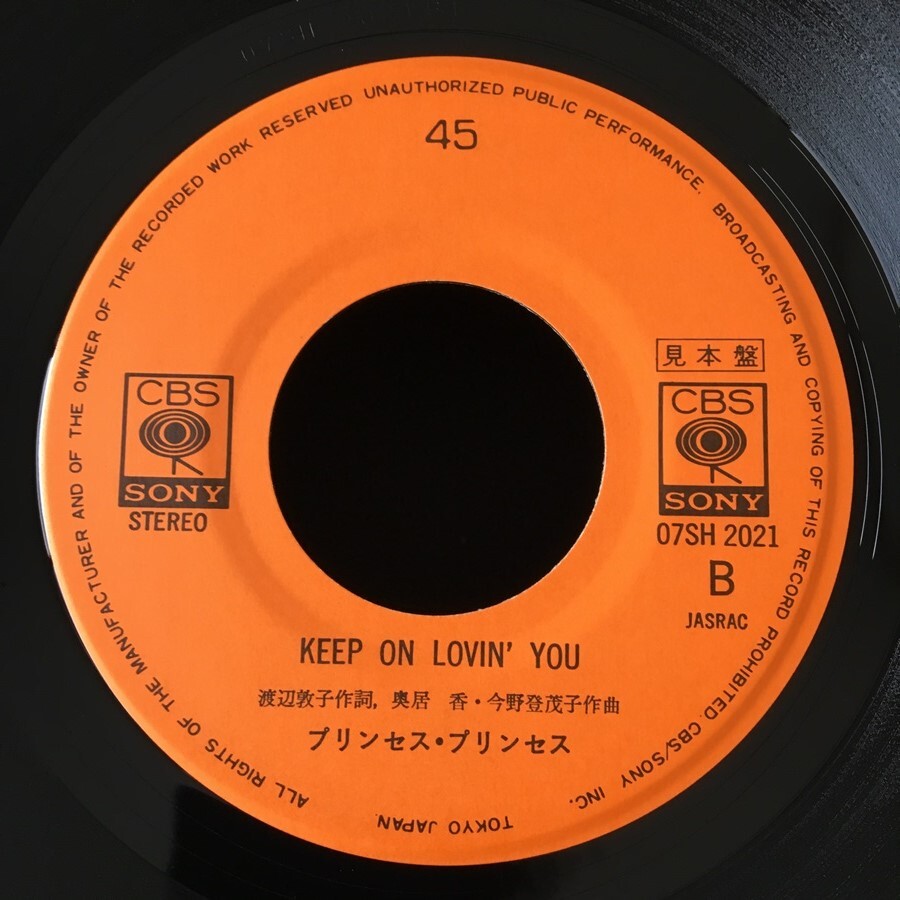 ALL RIGHTS OF THE MANUFACTURER AND OF THE OWNER OF THE RECORDED WORK RESERVED UNAUTHORIZED PUBLIC PERFORMANCE. BROADCASTING AND COPYING OF THIS RECORD PROHIBITED. CBS/SONY INC.
TOKYO JAPAN.
45
CBS
SONY
STEREO
見本盤
CBS
SONY
07SH 2021
B
JASRAC
KEEP ON LOVIN' YOU
渡辺敦子作詞, 奥居 香・今野登茂子作曲
プリンセス・プリンセス